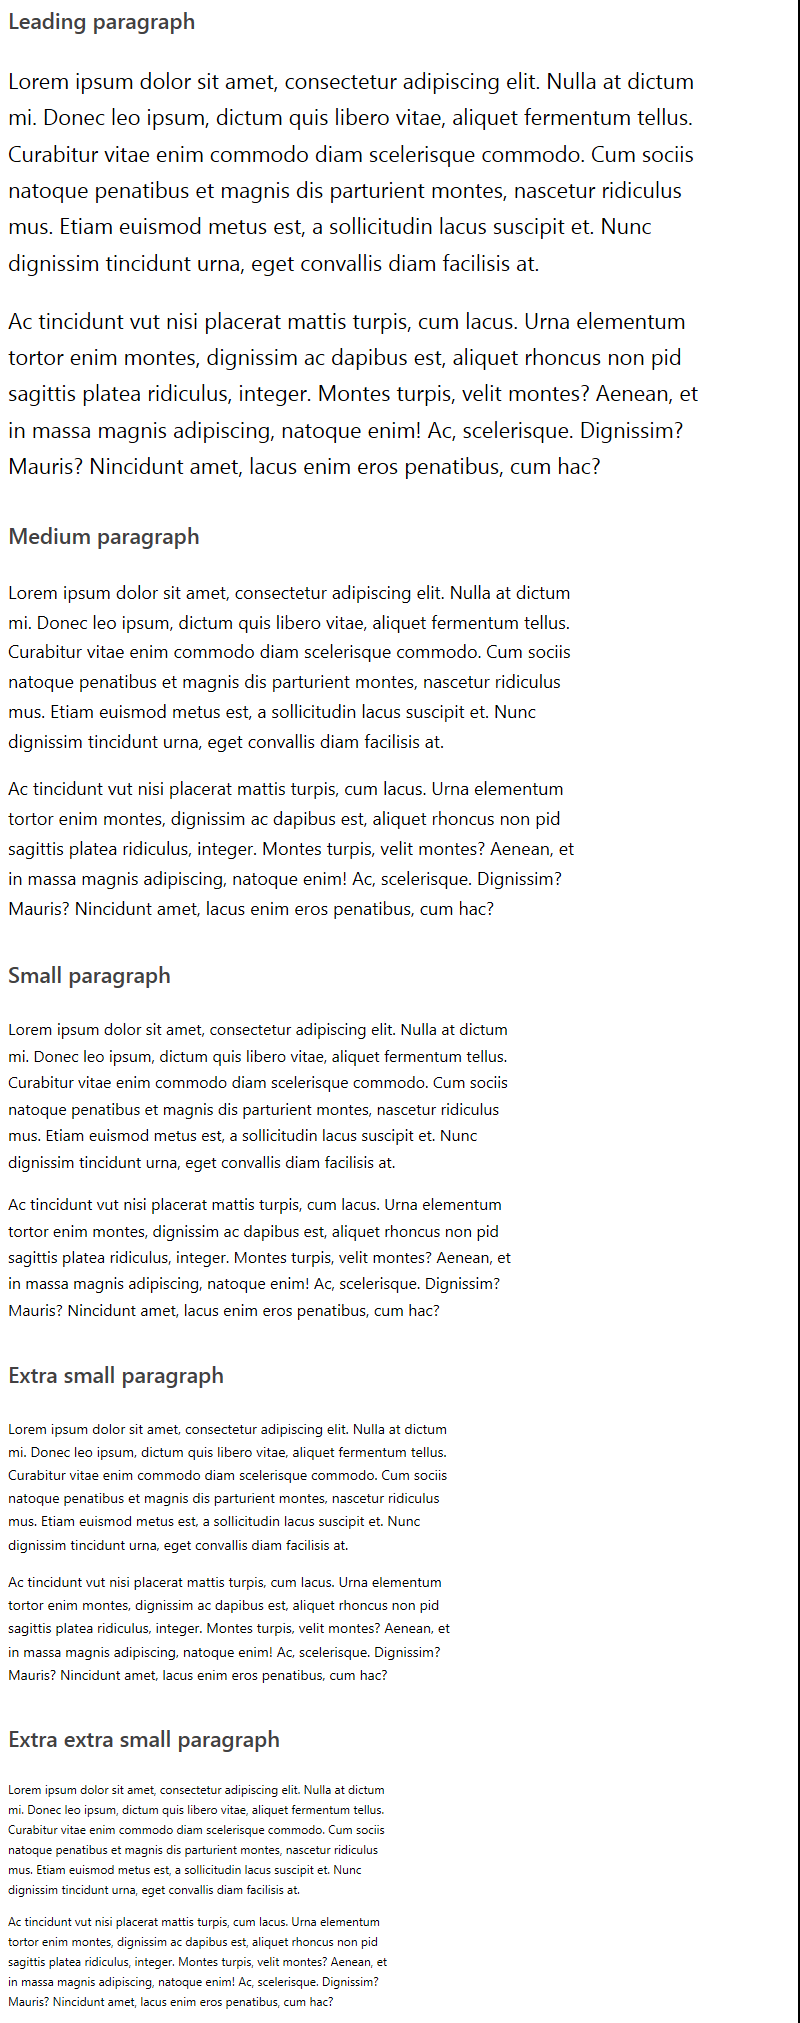 Leading paragraph
Lorem ipsum dolor sit amet, consectetur adipiscing elit. Nulla at dictum
mi. Donec leo ipsum, dictum quis libero vitae, aliquet fermentum tellus.
Curabitur vitae enim commodo diam scelerisque commodo. Cum sociis
natoque penatibus et magnis dis parturient montes, nascetur ridiculus
mus. Etiam euismod metus est, a sollicitudin lacus suscipit et. Nunc
dignissim tincidunt urna, eget convallis diam facilisis at.
Ac tincidunt vut nisi placerat mattis turpis, cum lacus. Urna elementum
tortor enim montes, dignissim ac dapibus est, aliquet rhoncus non pid
sagittis platea ridiculus, integer. Montes turpis, velit montes? Aenean, et
in massa magnis adipiscing, natoque enim! Ac, scelerisque. Dignissim?
Mauris? Nincidunt amet, lacus enim eros penatibus, cum hac?
Medium paragraph
Lorem ipsum dolor sit amet, consectetur adipiscing elit. Nulla at dictum
mi. Donec leo ipsum, dictum quis libero vitae, aliquet fermentum tellus.
Curabitur vitae enim commodo diam scelerisque commodo. Cum sociis
natoque penatibus et magnis dis parturient montes, nascetur ridiculus
mus. Etiam euismod metus est, a sollicitudin lacus suscipit et. Nunc
dignissim tincidunt urna, eget convallis diam facilisis at.
Ac tincidunt vut nisi placerat mattis turpis, cum lacus. Urna elementum
tortor enim montes, dignissim ac dapibus est, aliquet rhoncus non pid
sagittis platea ridiculus, integer. Montes turpis, velit montes? Aenean, et
in massa magnis adipiscing, natoque enim! Ac, scelerisque. Dignissim?
Mauris? Nincidunt amet, lacus enim eros penatibus, cum hac?
Small paragraph
Lorem ipsum dolor sit amet, consectetur adipiscing elit. Nulla at dictum
mi. Donec leo ipsum, dictum quis libero vitae, aliquet fermentum tellus.
Curabitur vitae enim commodo diam scelerisque commodo. Cum sociis
natoque penatibus et magnis dis parturient montes, nascetur ridiculus
mus. Etiam euismod metus est, a sollicitudin lacus suscipit et. Nunc
dignissim tincidunt urna, eget convallis diam facilisis at.
Ac tincidunt vut nisi placerat mattis turpis, cum lacus. Urna elementum
tortor enim montes, dignissim ac dapibus est, aliquet rhoncus non pid
sagittis platea ridiculus, integer. Montes turpis, velit montes? Aenean, et
in massa magnis adipiscing, natoque enim! Ac, scelerisque. Dignissim?
Mauris? Nincidunt amet, lacus enim eros penatibus, cum hac?
Extra small paragraph
Lorem ipsum dolor sit amet, consectetur adipiscing elit. Nulla at dictum
mi. Donec leo ipsum, dictum quis libero vitae, aliquet fermentum tellus.
Curabitur vitae enim commodo diam scelerisque commodo. Cum sociis
natoque penatibus et magnis dis parturient montes, nascetur ridiculus
mus. Etiam euismod metus est, a sollicitudin lacus suscipit et. Nunc
dignissim tincidunt urna, eget convallis diam facilisis at.
Ac tincidunt vut nisi placerat mattis turpis, cum lacus. Urna elementum
tortor enim montes, dignissim ac dapibus est, aliquet rhoncus non pid
sagittis platea ridiculus, integer. Montes turpis, velit montes? Aenean, et
in massa magnis adipiscing, natoque enim! Ac, scelerisque. Dignissim?
Mauris? Nincidunt amet, lacus enim eros penatibus, cum hac?
Extra extra small paragraph
Lorem ipsum dolor sit amet, consectetur adipiscing elit. Nulla at dictum
mi. Donec leo ipsum, dictum quis libero vitae, aliquet fermentum tellus.
Curabitur vitae enim commodo diam scelerisque commodo. Cum sociis
natoque penatibus et magnis dis parturient montes, nascetur ridiculus
mus. Etiam euismod metus est, a sollicitudin lacus suscipit et. Nunc
dignissim tincidunt urna, eget convallis diam facilisis at.
Ac tincidunt vut nisi placerat mattis turpis, cum lacus. Urna elementum
tortor enim montes, dignissim ac dapibus est, aliquet rhoncus non pid
sagittis platea ridiculus, integer. Montes turpis, velit montes? Aenean, et
in massa magnis adipiscing, natoque enim! Ac, scelerisque. Dignissim?
Mauris? Nincidunt amet, lacus enim eros penatibus, cum hac?